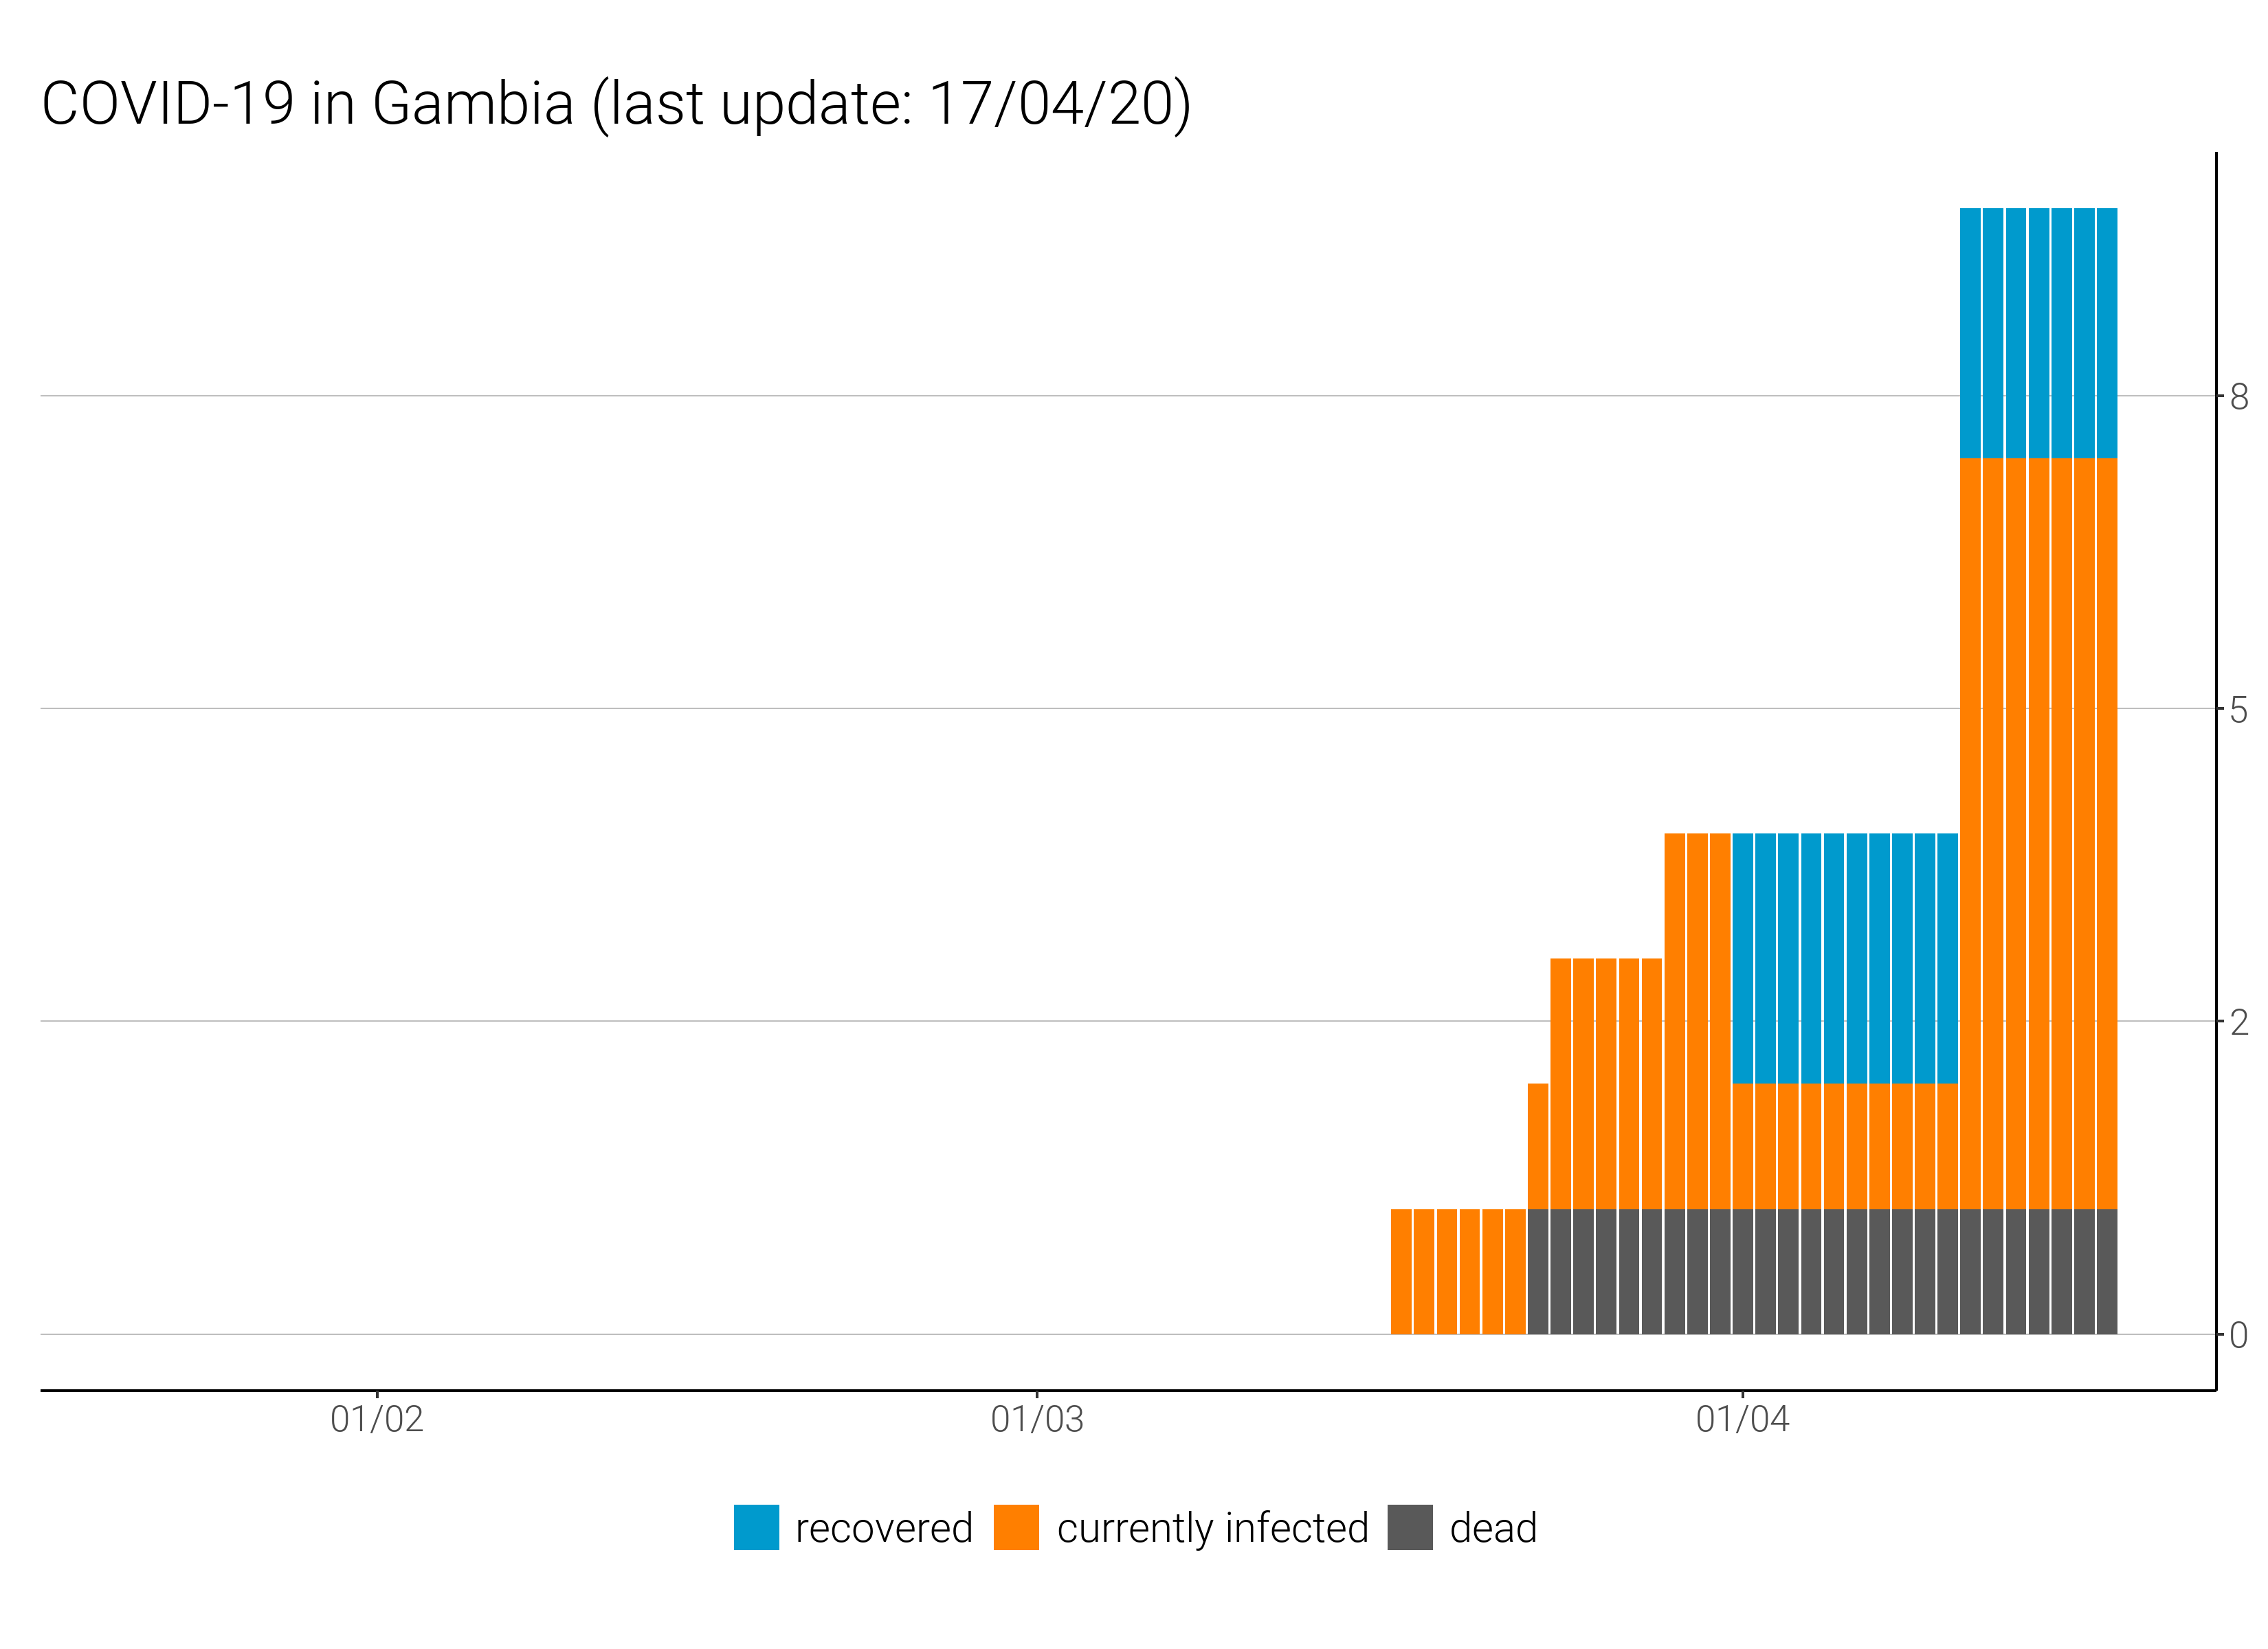 COVID-19 in Gambia (last update: 17/04/20)
8
5
2
0
01/02 01/03 01/04
recovered currently infected dead